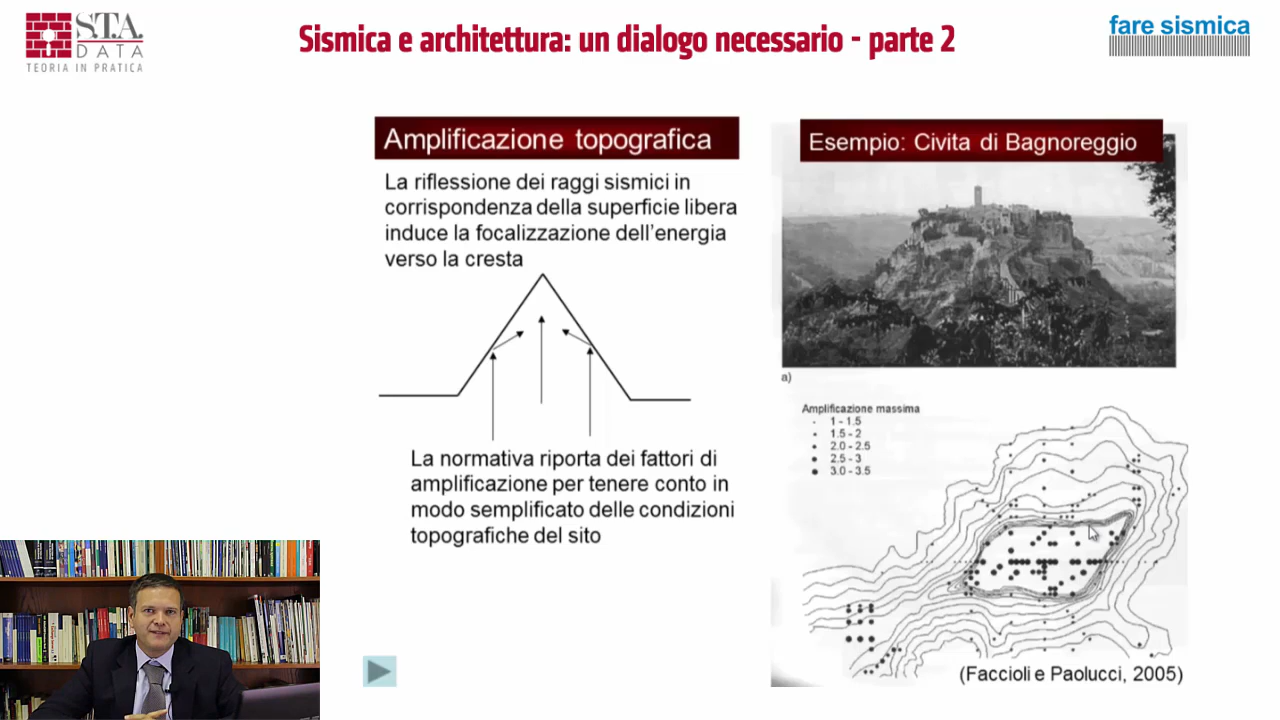 S.T.A.
DATA
TEORIA IN PRATICA
Sismica e architettura: un dialogo necessario - parte 2
fare sismica
Amplificazione topografica
La riflessione dei raggi sismici in
corrispondenza della superficie libera
induce la focalizzazione dell'energia
verso la cresta
La normativa riporta dei fattori di
amplificazione per tenere conto in
modo semplificato delle condizioni
topografiche del sito
Esempio: Civita di Bagnoreggio
a)
Amplificazione massima
1 - 1.5
1.5 - 2
2.0 - 2.5
2.5 - 3
3.0 - 3.5
(Faccioli e Paolucci, 2005)